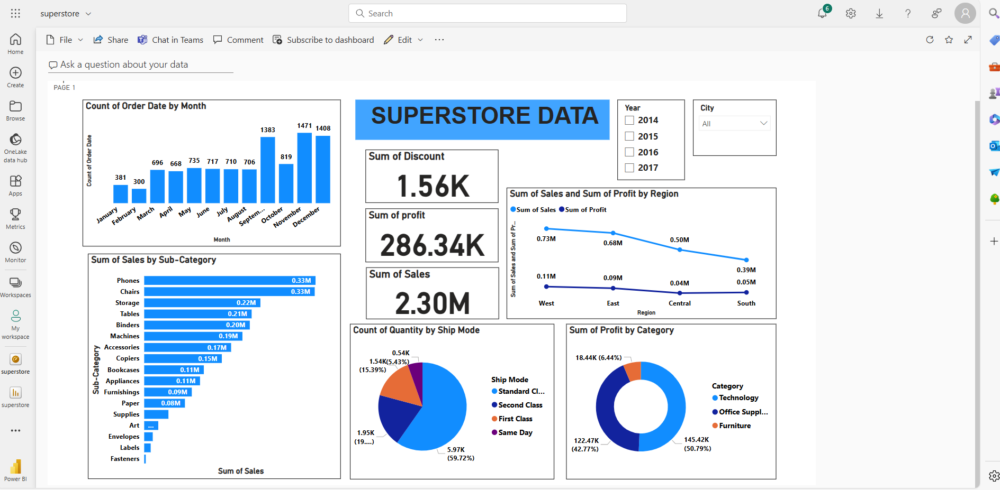 superstore
Search
6
File
Share
Chat in Teams
Comment
Subscribe to dashboard
Edit
Home
Create
Browse
OneLake
data hub
Apps
Metrics
Monitor
Workspaces
My
workspace
superstore
superstore
Power BI
Ask a question about your data
PAGE 1
Count of Order Date by Month
Count of Order Date
381
300
696
668
735
717
710
706
1383
819
1471
1408
January
February
March
April
May
June
July
August
Septem...
October
November
December
Month
SUPERSTORE DATA
Year
2014
2015
2016
2017
City
All
Sum of Discount
1.56K
Sum of profit
286.34K
Sum of Sales
2.30M
Sum of Sales and Sum of Profit by Region
Sum of Sales
Sum of Profit
Sum of Sales and Sum of Pr...
0.73M
0.68M
0.50M
0.39M
0.11M
0.09M
0.04M
0.05M
West
East
Central
South
Region
Sum of Sales by Sub-Category
Sub-Category
Phones 0.33M
Chairs 0.33M
Storage 0.22M
Tables 0.21M
Binders 0.20M
Machines 0.19M
Accessories 0.17M
Copiers 0.15M
Bookcases 0.11M
Appliances 0.11M
Furnishings 0.09M
Paper 0.08M
Supplies
Art ...
Envelopes
Labels
Fasteners
Sum of Sales
Count of Quantity by Ship Mode
0.54K
(5.43%)
1.54K
(15.39%)
1.95K
(19....)
5.97K
(59.72%)
Ship Mode
Standard Cl...
Second Class
First Class
Same Day
Sum of Profit by Category
18.44K (6.44%)
122.47K
(42.77%)
145.42K
(50.79%)
Category
Technology
Office Suppl...
Furniture